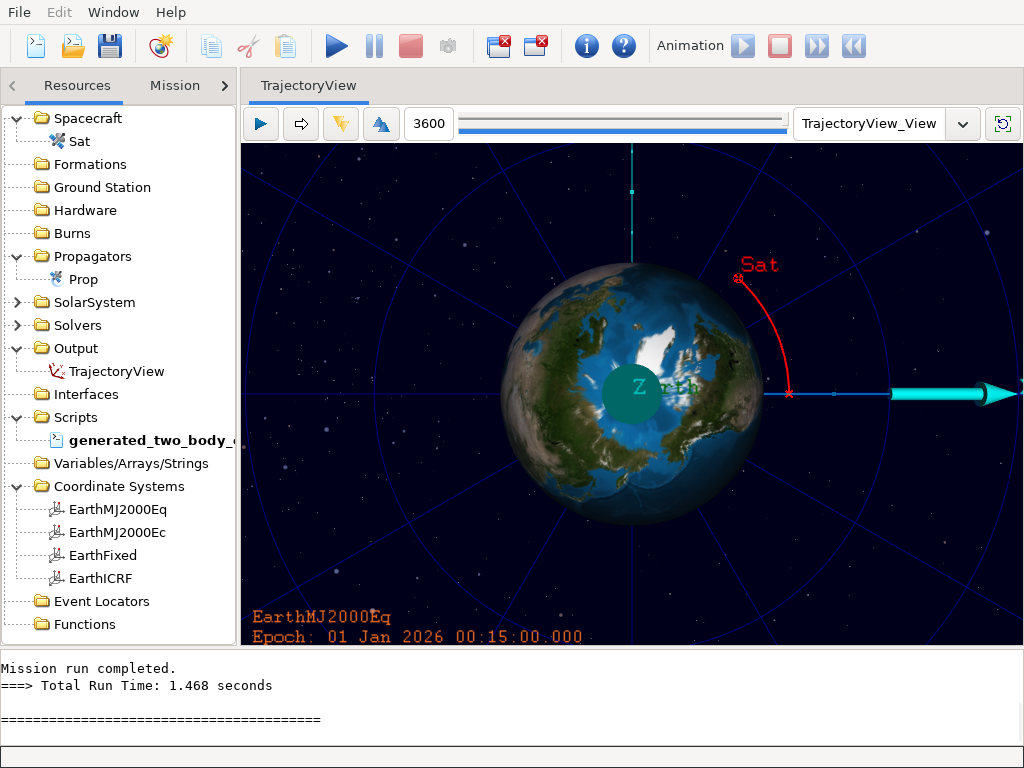 File Edit Window Help
Animation
Resources Mission
TrajectoryView
3600 TrajectoryView_View
Spacecraft
Sat
Formations
Ground Station
Hardware
Burns
Propagators
Prop
SolarSystem
Solvers
Output
TrajectoryView
Interfaces
Scripts
generated_two_body_
Variables/Arrays/Strings
Coordinate Systems
EarthMJ2000Eq
EarthMJ2000Ec
EarthFixed
EarthICRF
Event Locators
Functions
Sat
Z
rth
EarthMJ2000Eq
Epoch: 01 Jan 2026 00:15:00.000
Mission run completed.
===> Total Run Time: 1.468 seconds
========================================